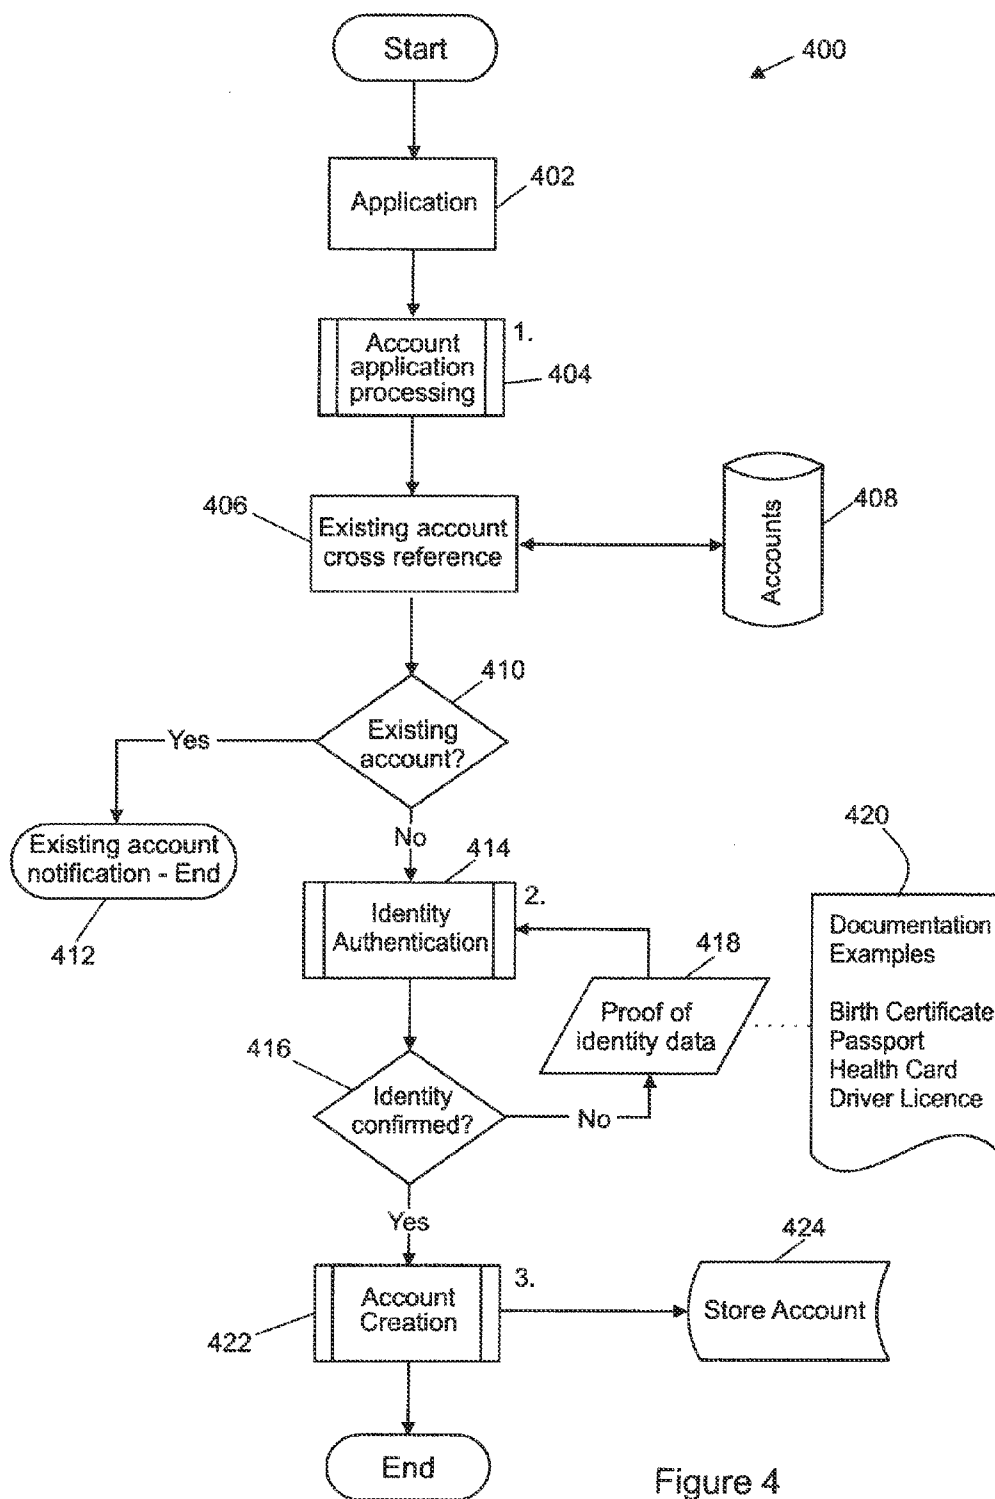 Start
400
Application
402
Account
application
processing
1.
404
406
Existing account
cross reference
Accounts
408
410
Existing
account?
Yes
No
Existing account
notification - End
412
414
Identity
Authentication
2.
418
Proof of
identity data
420
Documentation
Examples
Birth Certificate
Passport
Health Card
Driver Licence
416
Identity
confirmed?
No
Yes
Account
Creation
3.
422
424
Store Account
End
Figure 4